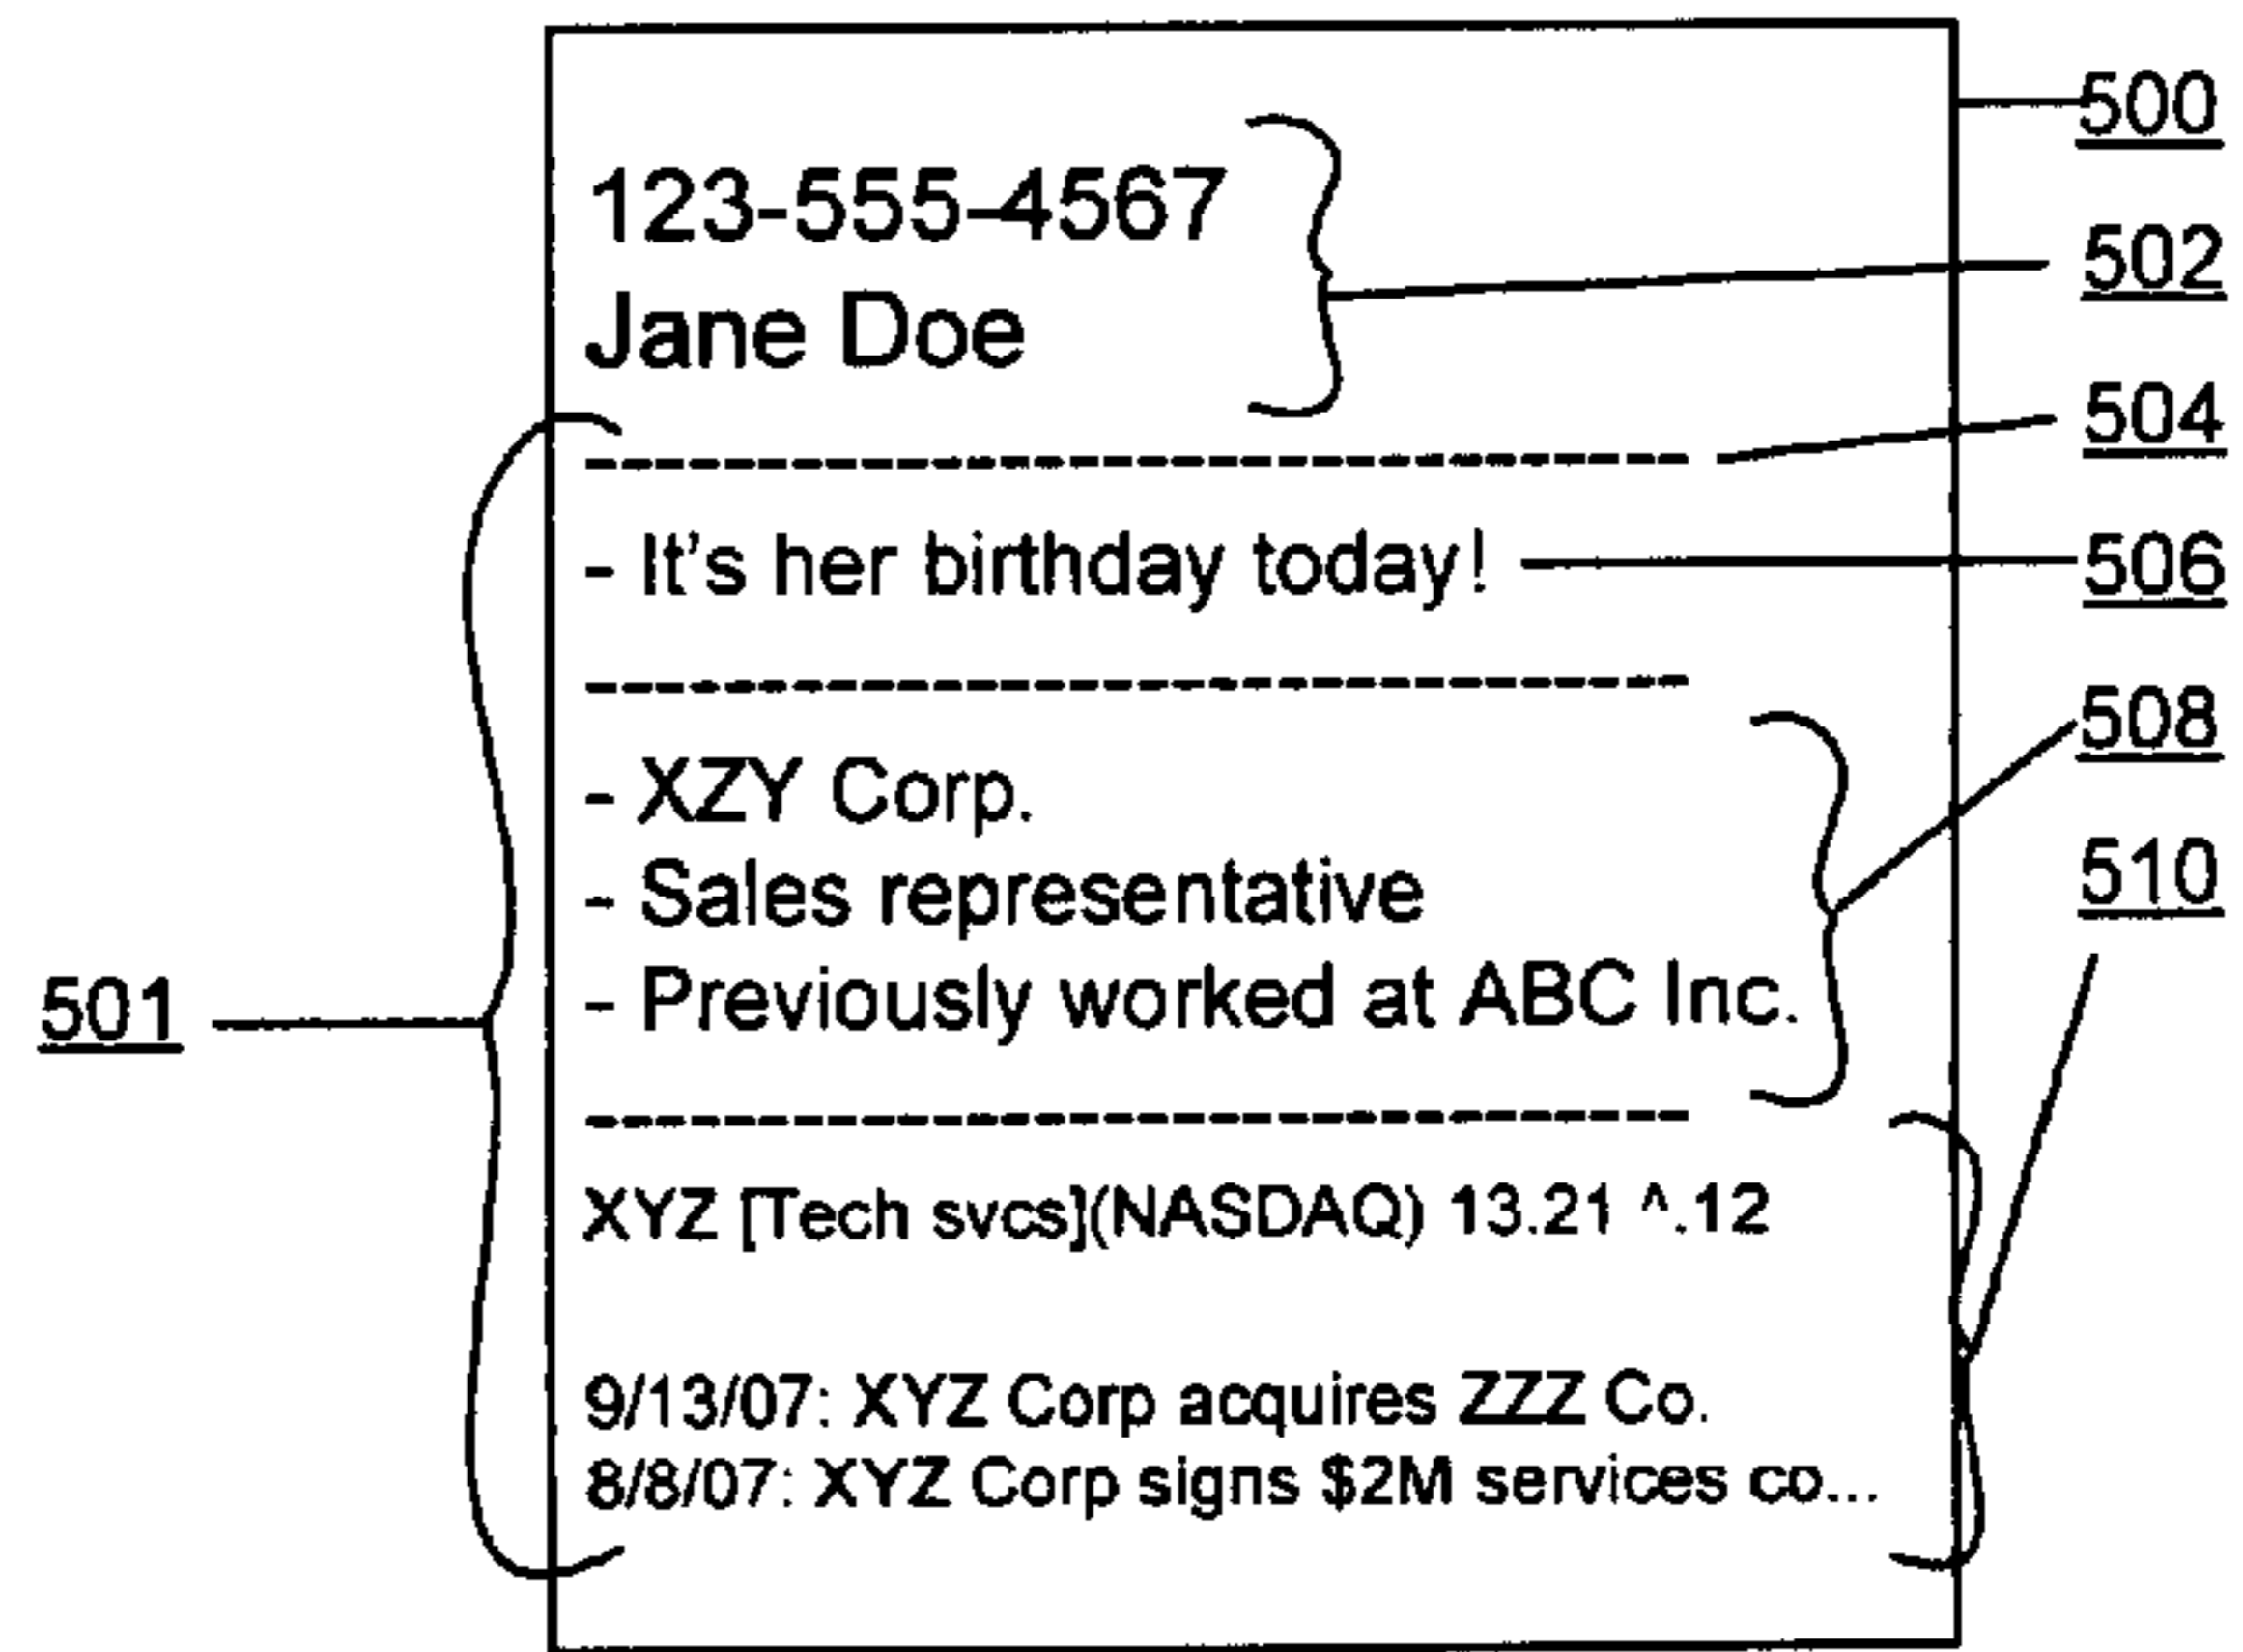 500
123-555-4567
502
Jane Doe
504
- It's her birthday today!
506
508
- XZY Corp.
- Sales representative
510
- Previously worked at ABC Inc.
501
XYZ [Tech svcs](NASDAQ) 13.21 ^.12
9/13/07: XYZ Corp acquires ZZZ Co.
8/8/07: XYZ Corp signs $2M services co...